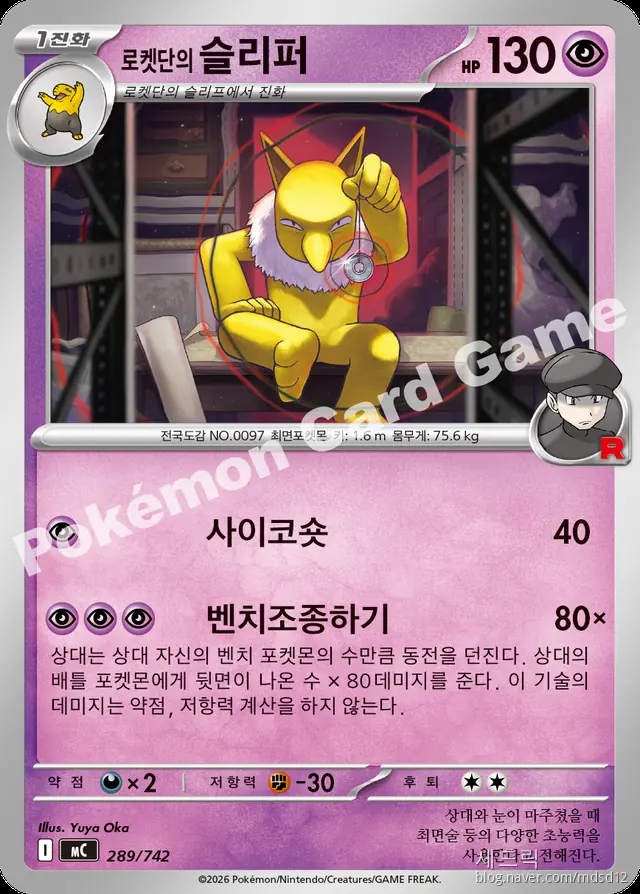 1진화
로켓단의 슬리퍼
HP 130
로켓단의 슬리프에서 진화
전국도감 NO.0097 최면포켓몬 키: 1.6 m 몸무게: 75.6 kg
R
Pokémon Card Game
사이코숏 40
벤치조종하기 80×
상대는 상대 자신의 벤치 포켓몬의 수만큼 동전을 던진다. 상대의
배틀 포켓몬에게 뒷면이 나온 수 × 80데미지를 준다. 이 기술의
데미지는 약점, 저항력 계산을 하지 않는다.
약점 ×2 저항력 -30 후퇴
Illus. Yuya Oka
I MC 289/742
상대와 눈이 마주쳤을 때
최면술 등의 다양한 초능력을
사용한다고 전해진다.
©2026 Pokémon/Nintendo/Creatures/GAME FREAK.
blog.naver.com/mdsd12